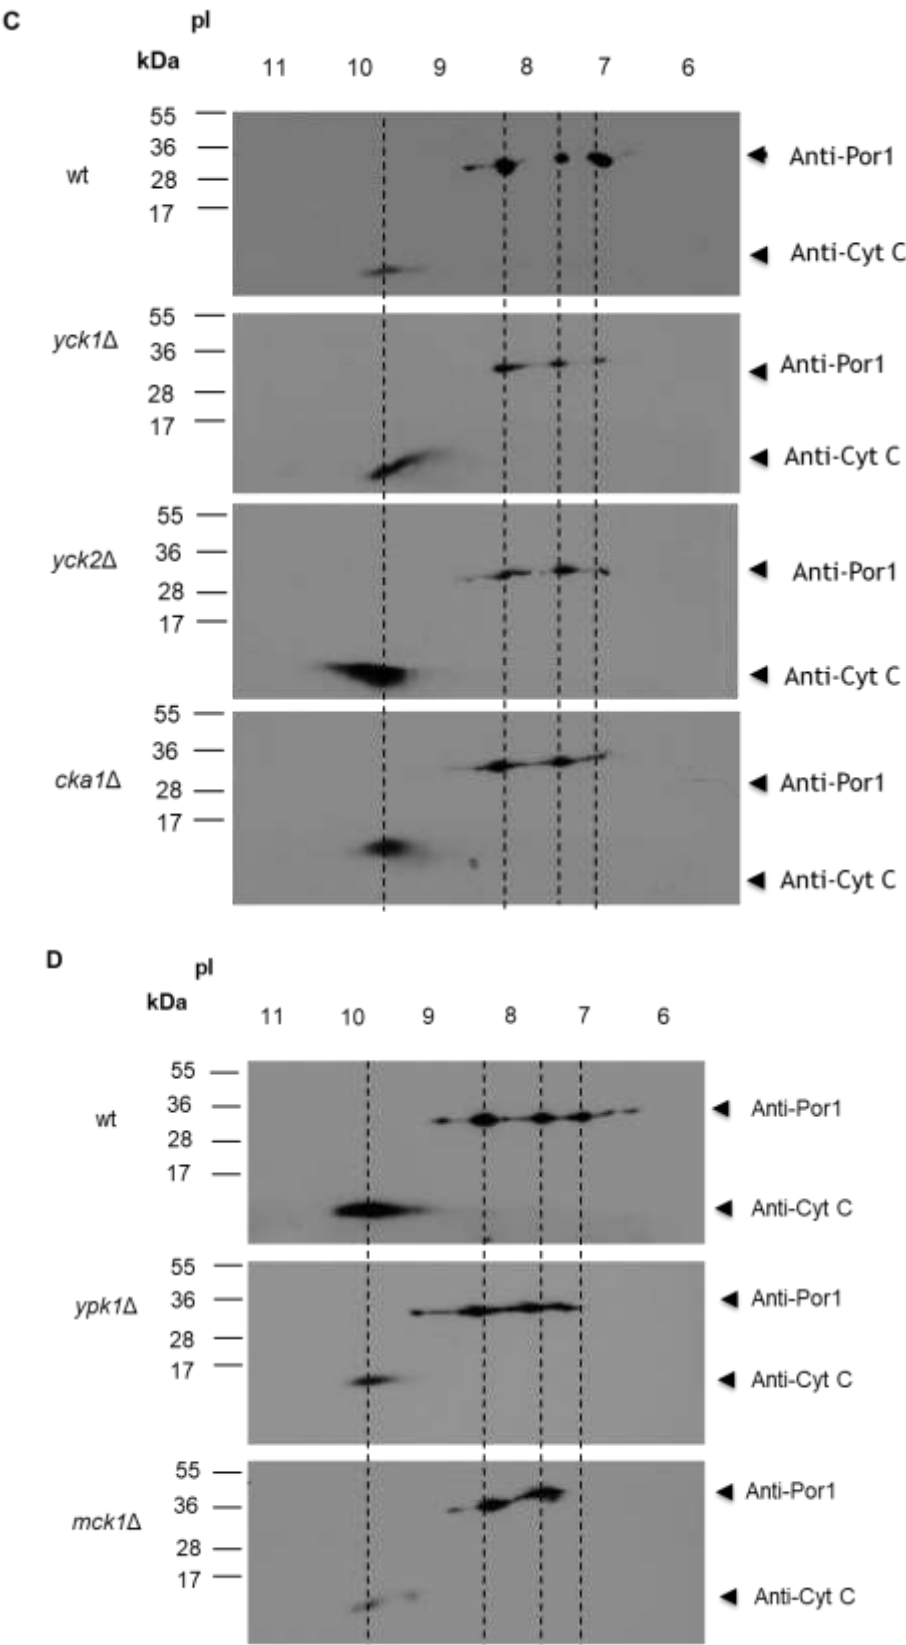 C
pI
kDa
11 10 9 8 7 6
55
36
28
17
wt
Anti-Por1
Anti-Cyt C
55
36
28
17
yck1Δ
Anti-Por1
Anti-Cyt C
55
36
28
17
yck2Δ
Anti-Por1
Anti-Cyt C
55
36
28
17
cka1Δ
Anti-Por1
Anti-Cyt C
D
pI
kDa
11 10 9 8 7 6
55
36
28
17
wt
Anti-Por1
Anti-Cyt C
55
36
28
17
ypk1Δ
Anti-Por1
Anti-Cyt C
55
36
28
17
mck1Δ
Anti-Por1
Anti-Cyt C